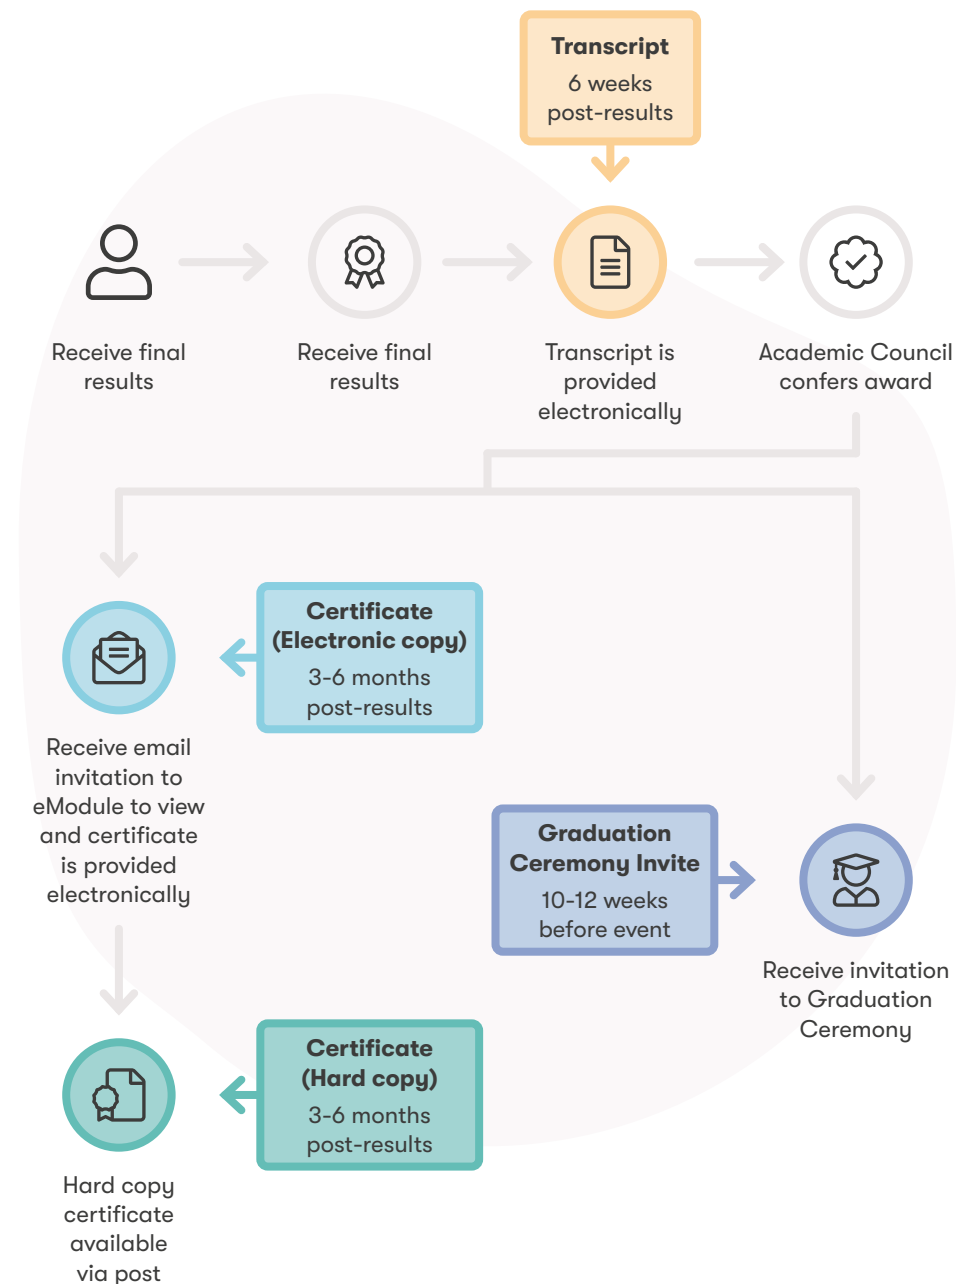 Transcript
6 weeks
post-results
Receive final
results
Receive final
results
Transcript is
provided
electronically
Academic Council
confers award
Certificate
(Electronic copy)
3-6 months
post-results
Receive email
invitation to
eModule to view
and certificate
is provided
electronically
Graduation
Ceremony Invite
10-12 weeks
before event
Receive invitation
to Graduation
Ceremony
Certificate
(Hard copy)
3-6 months
post-results
Hard copy
certificate
available
via post